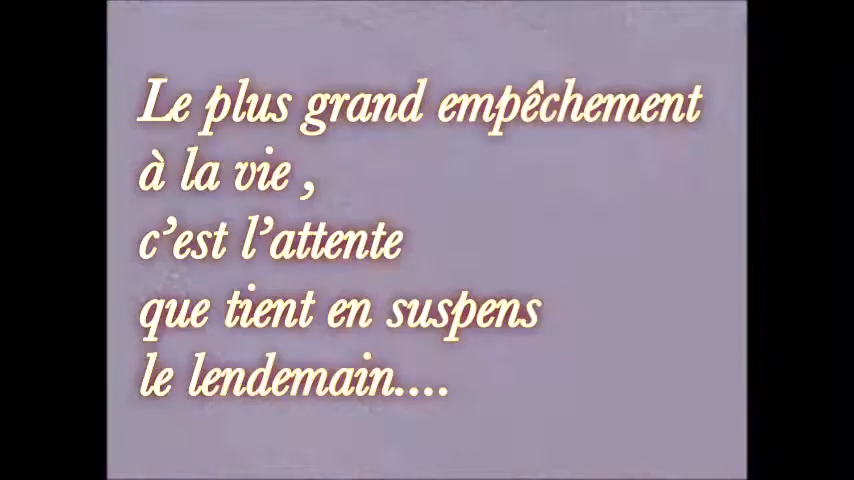 Le plus grand empêchement
à la vie ,
c’est l’attente
que tient en suspens
le lendemain....